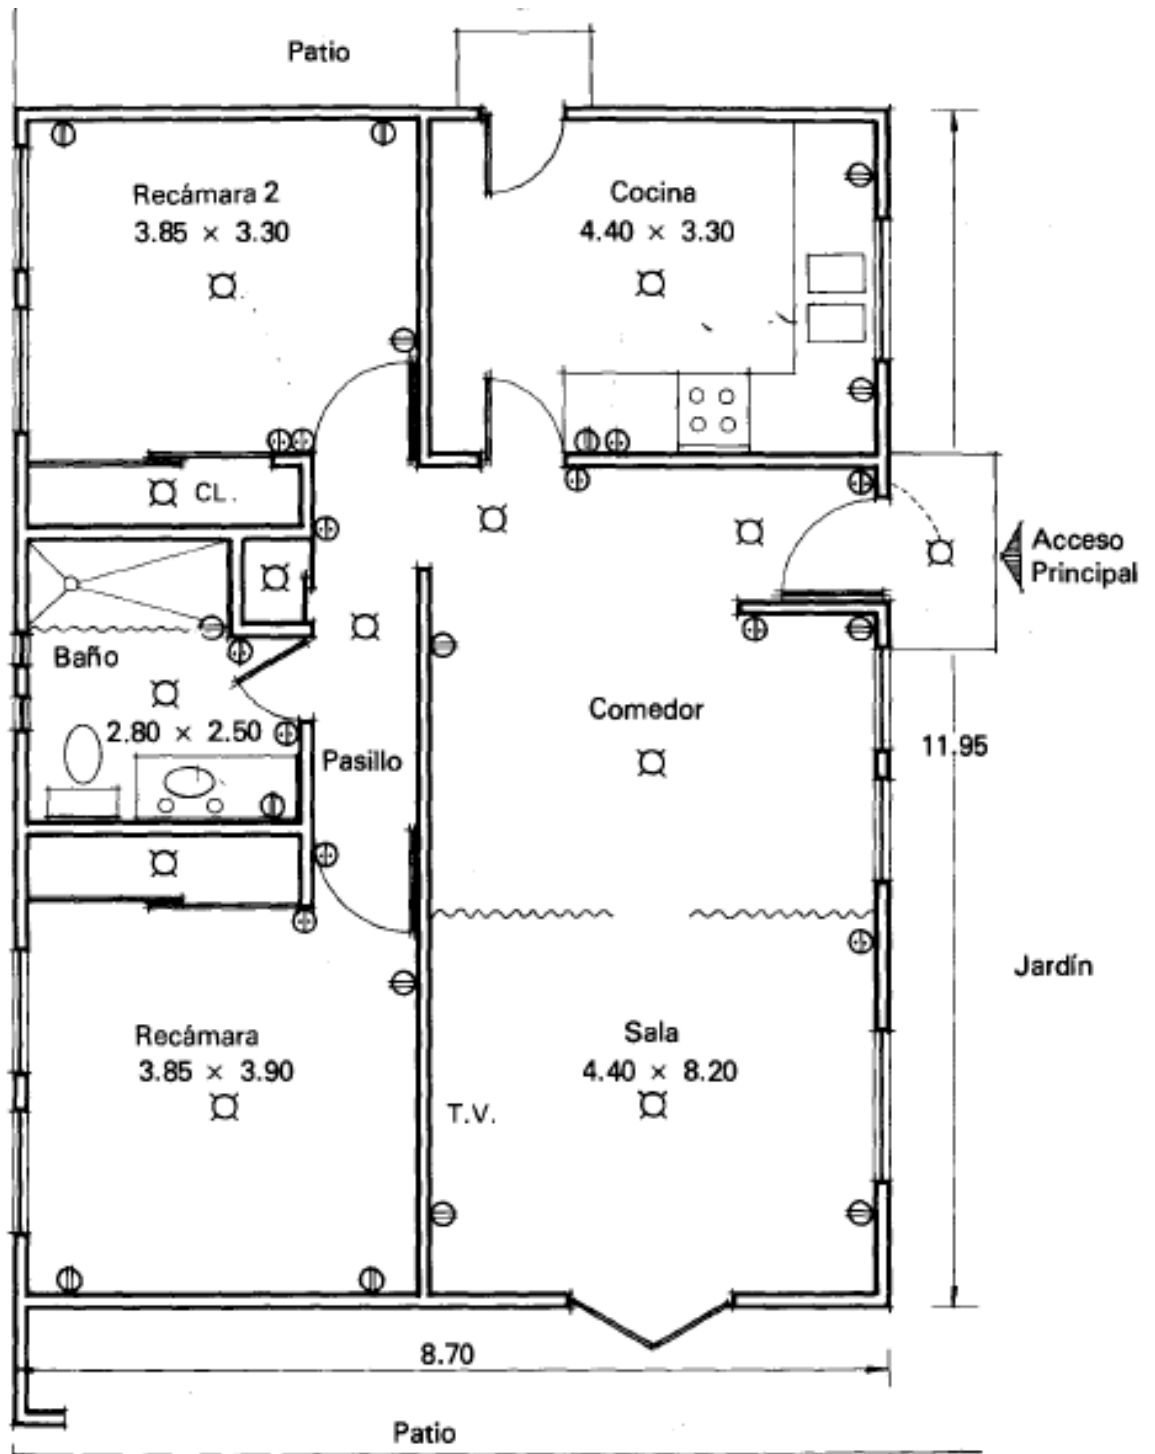 Patio
Recámara 2
3.85 × 3.30
Cocina
4.40 × 3.30
CL.
Acceso
Principal
Baño
2.80 × 2.50
Pasillo
Comedor
11.95
Jardín
Recámara
3.85 × 3.90
Sala
4.40 × 8.20
T.V.
8.70
Patio